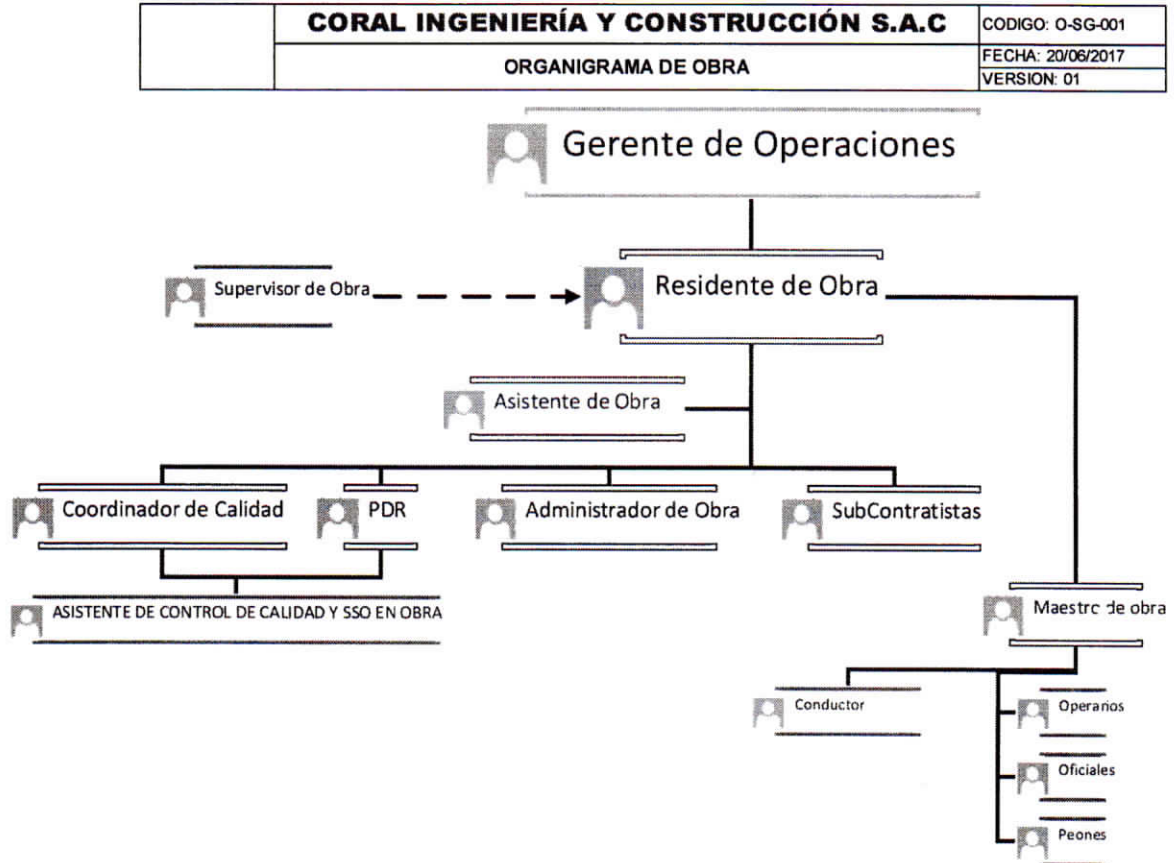 CORAL INGENIERÍA Y CONSTRUCCIÓN S.A.C
CODIGO: O-SG-001
ORGANIGRAMA DE OBRA
FECHA: 20/06/2017
VERSION: 01
Gerente de Operaciones
Supervisor de Obra
Residente de Obra
Asistente de Obra
Coordinador de Calidad
PDR
Administrador de Obra
SubContratistas
ASISTENTE DE CONTROL DE CALIDAD Y SSO EN OBRA
Maestro de obra
Conductor
Operarios
Oficiales
Peones